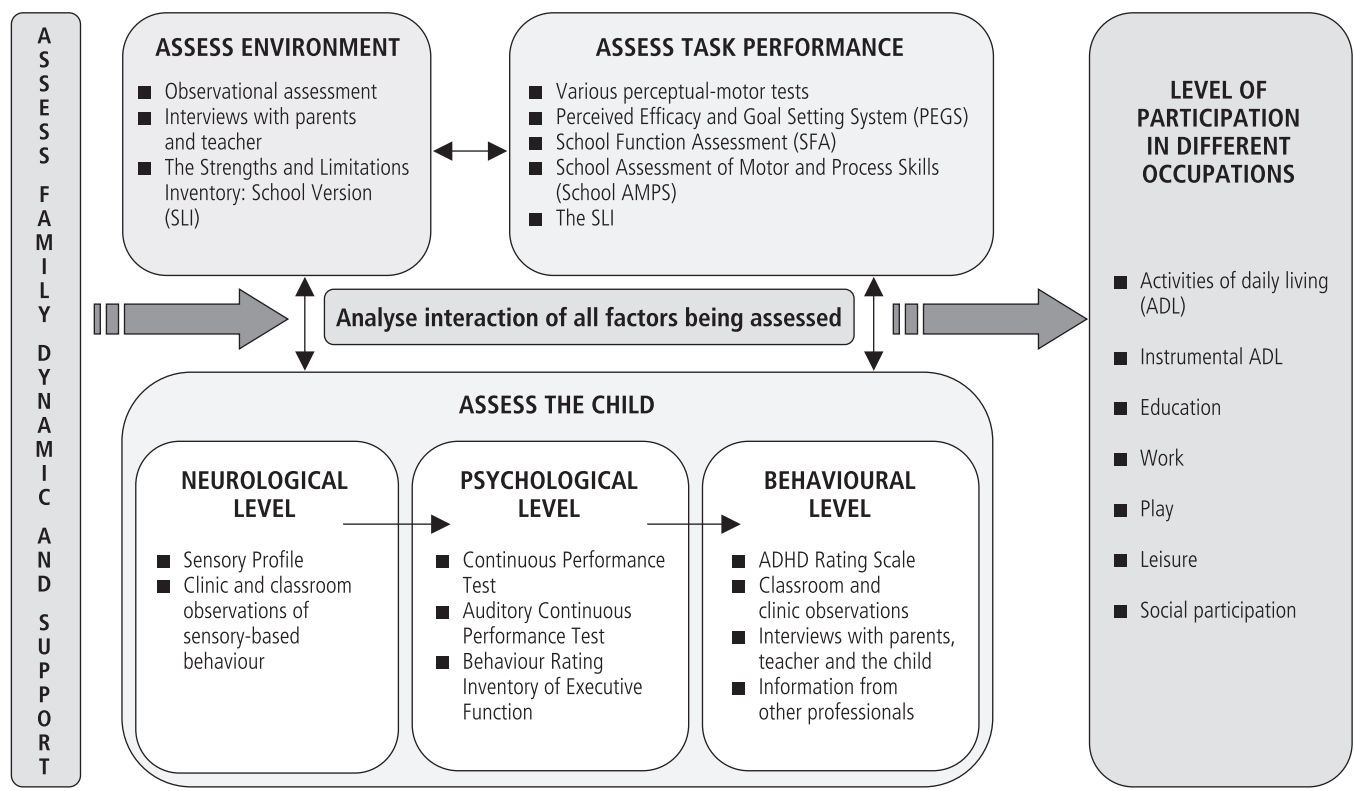 ASSESS FAMILY DYNAMIC AND SUPPORT
ASSESS ENVIRONMENT
■ Observational assessment
■ Interviews with parents
and teacher
■ The Strengths and Limitations
Inventory: School Version
(SLI)
ASSESS TASK PERFORMANCE
■ Various perceptual-motor tests
■ Perceived Efficacy and Goal Setting System (PEGS)
■ School Function Assessment (SFA)
■ School Assessment of Motor and Process Skills
(School AMPS)
■ The SLI
Analyse interaction of all factors being assessed
ASSESS THE CHILD
NEUROLOGICAL
LEVEL
■ Sensory Profile
■ Clinic and classroom
observations of
sensory-based
behaviour
PSYCHOLOGICAL
LEVEL
■ Continuous Performance
Test
■ Auditory Continuous
Performance Test
■ Behaviour Rating
Inventory of Executive
Function
BEHAVIOURAL
LEVEL
■ ADHD Rating Scale
■ Classroom and
clinic observations
■ Interviews with parents,
teacher and the child
■ Information from
other professionals
LEVEL OF
PARTICIPATION
IN DIFFERENT
OCCUPATIONS
■ Activities of daily living
(ADL)
■ Instrumental ADL
■ Education
■ Work
■ Play
■ Leisure
■ Social participation